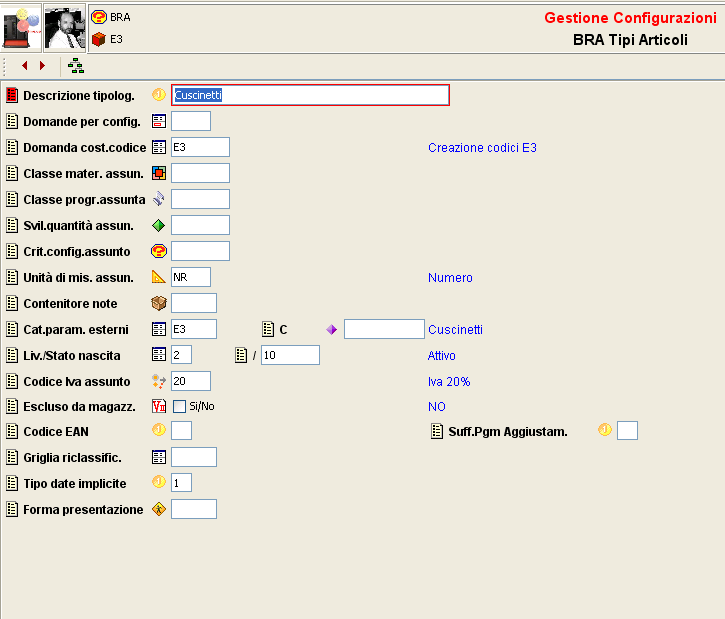 BRA
E3
Gestione Configurazioni
BRA Tipi Articoli
Descrizione tipolog. Cuscinetti
Domande per config.
Domanda cost.codice E3 Creazione codici E3
Classe mater. assun.
Classe progr.assunta
Svil.quantità assun.
Crit.config.assunto
Unità di mis. assun. NR Numero
Contenitore note
Cat.param. esterni E3 C Cuscinetti
Liv./Stato nascita 2 / 10 Attivo
Codice Iva assunto 20 Iva 20%
Escluso da magazz. Si/No NO
Codice EAN Suff.Pgm Aggiustam.
Griglia riclassific.
Tipo date implicite 1
Forma presentazione